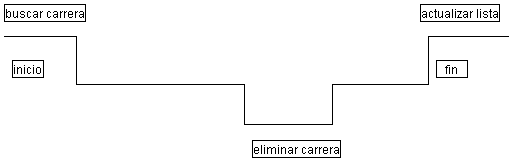 buscar carrera
actualizar lista
inicio
fin
eliminar carrera